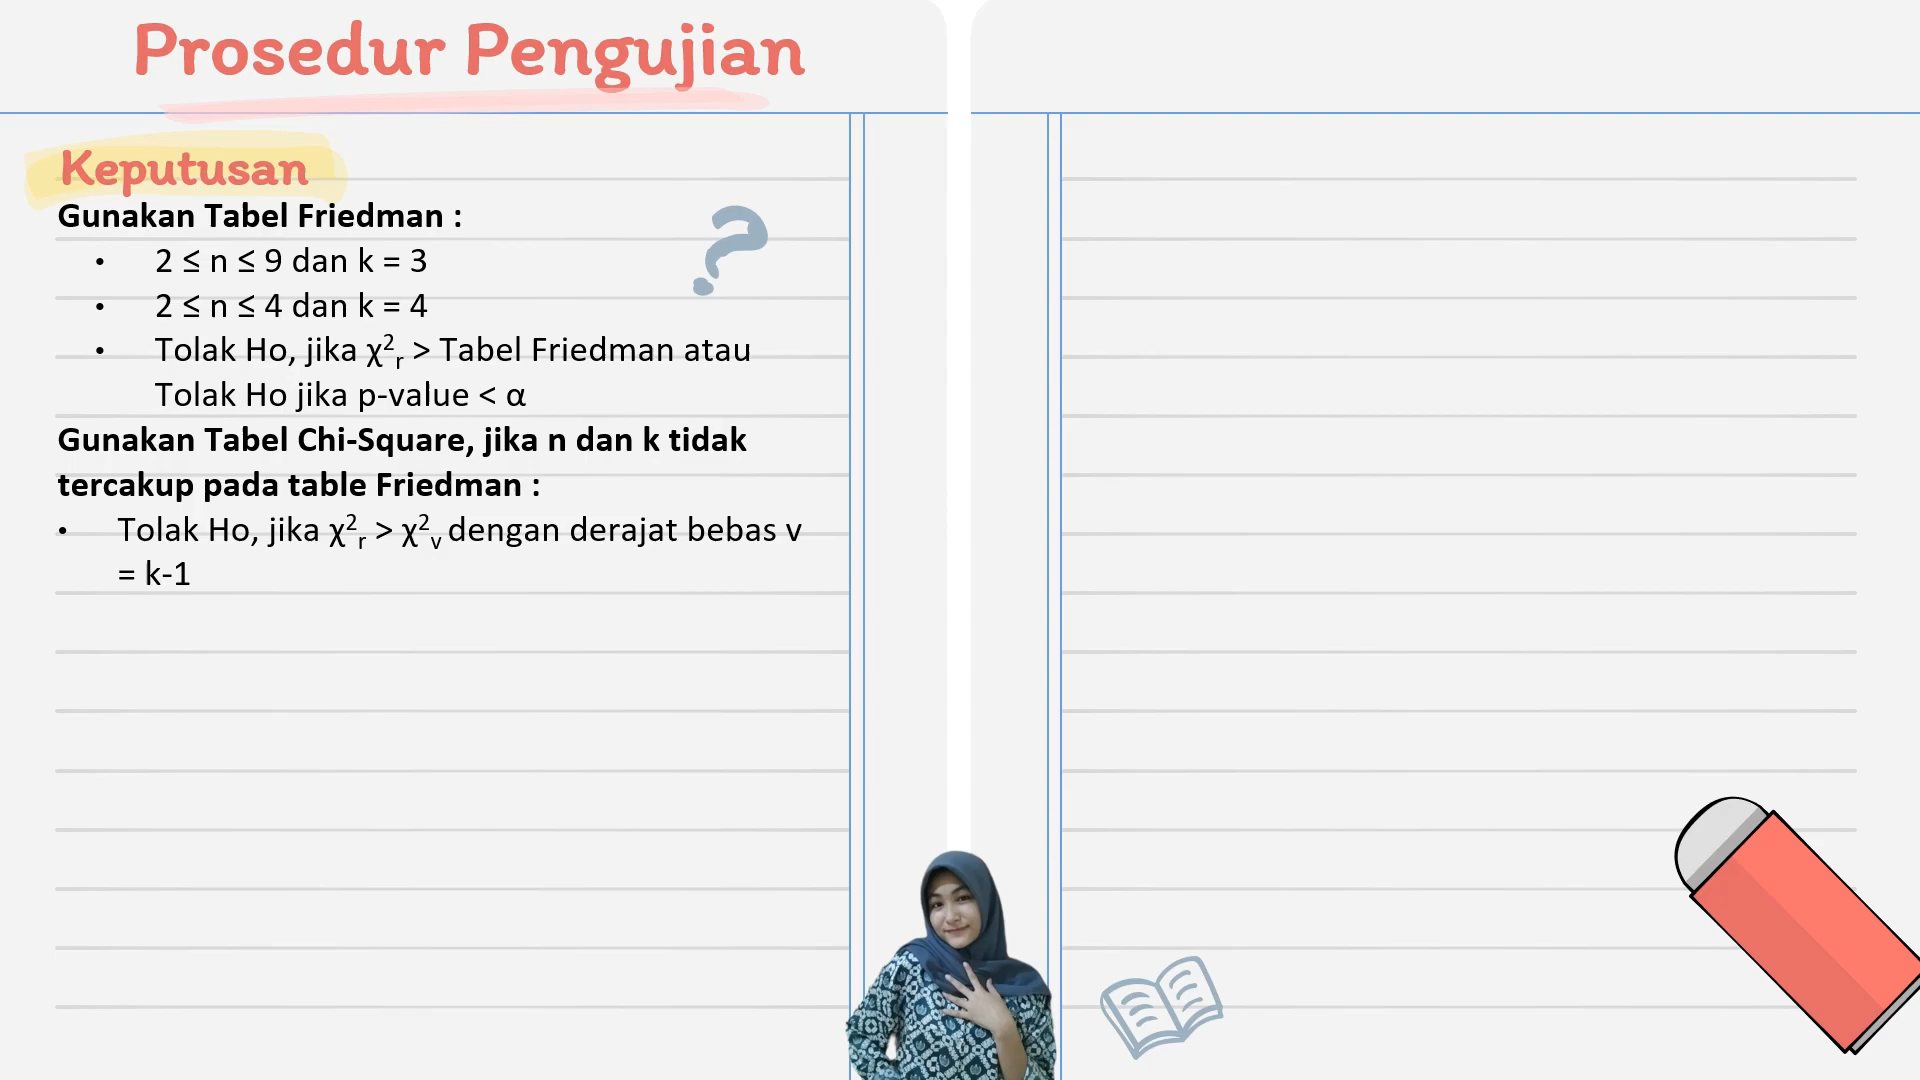 Prosedur Pengujian
Keputusan
Gunakan Tabel Friedman :
• 2 ≤ n ≤ 9 dan k = 3
• 2 ≤ n ≤ 4 dan k = 4
• Tolak Ho, jika χ²ᵣ > Tabel Friedman atau
Tolak Ho jika p-value < α
Gunakan Tabel Chi-Square, jika n dan k tidak
tercakup pada table Friedman :
• Tolak Ho, jika χ²ᵣ > χ²ᵥ dengan derajat bebas v
= k-1